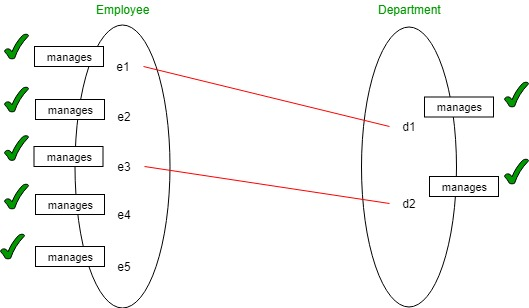 Employee
Department
manages
e1
manages
e2
manages
d1
manages
e3
manages
manages
e4
d2
manages
e5